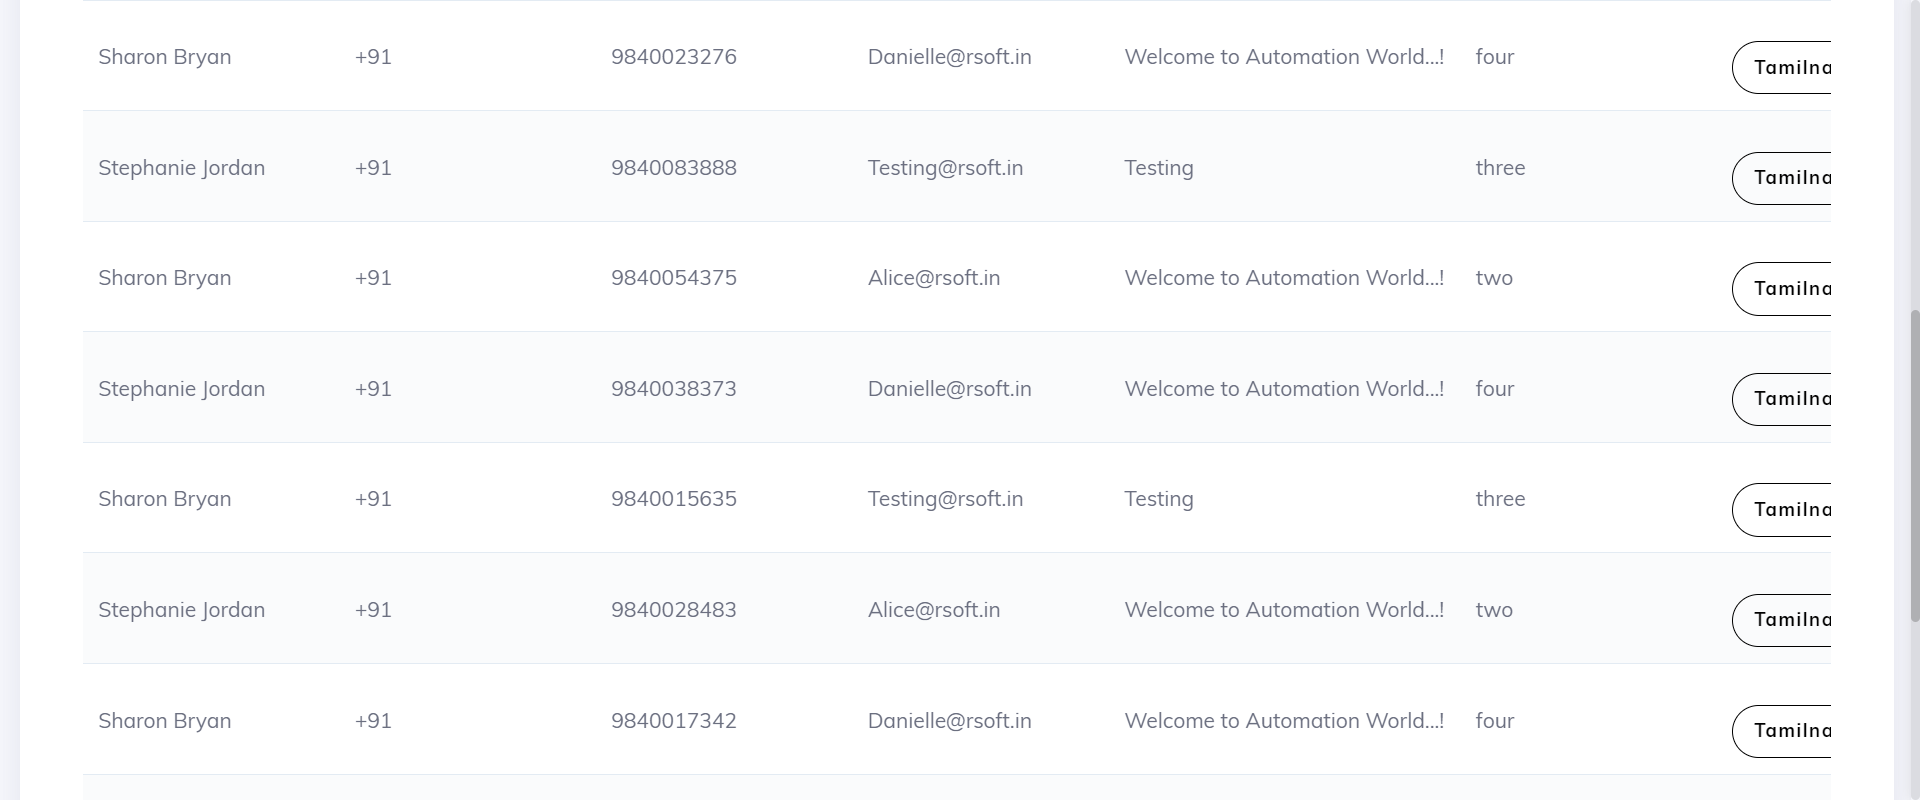 Sharon Bryan +91 9840023276 Danielle@rsoft.in Welcome to Automation World...! four Tamilna
Stephanie Jordan +91 9840083888 Testing@rsoft.in Testing three Tamilna
Sharon Bryan +91 9840054375 Alice@rsoft.in Welcome to Automation World...! two Tamilna
Stephanie Jordan +91 9840038373 Danielle@rsoft.in Welcome to Automation World...! four Tamilna
Sharon Bryan +91 9840015635 Testing@rsoft.in Testing three Tamilna
Stephanie Jordan +91 9840028483 Alice@rsoft.in Welcome to Automation World...! two Tamilna
Sharon Bryan +91 9840017342 Danielle@rsoft.in Welcome to Automation World...! four Tamilna